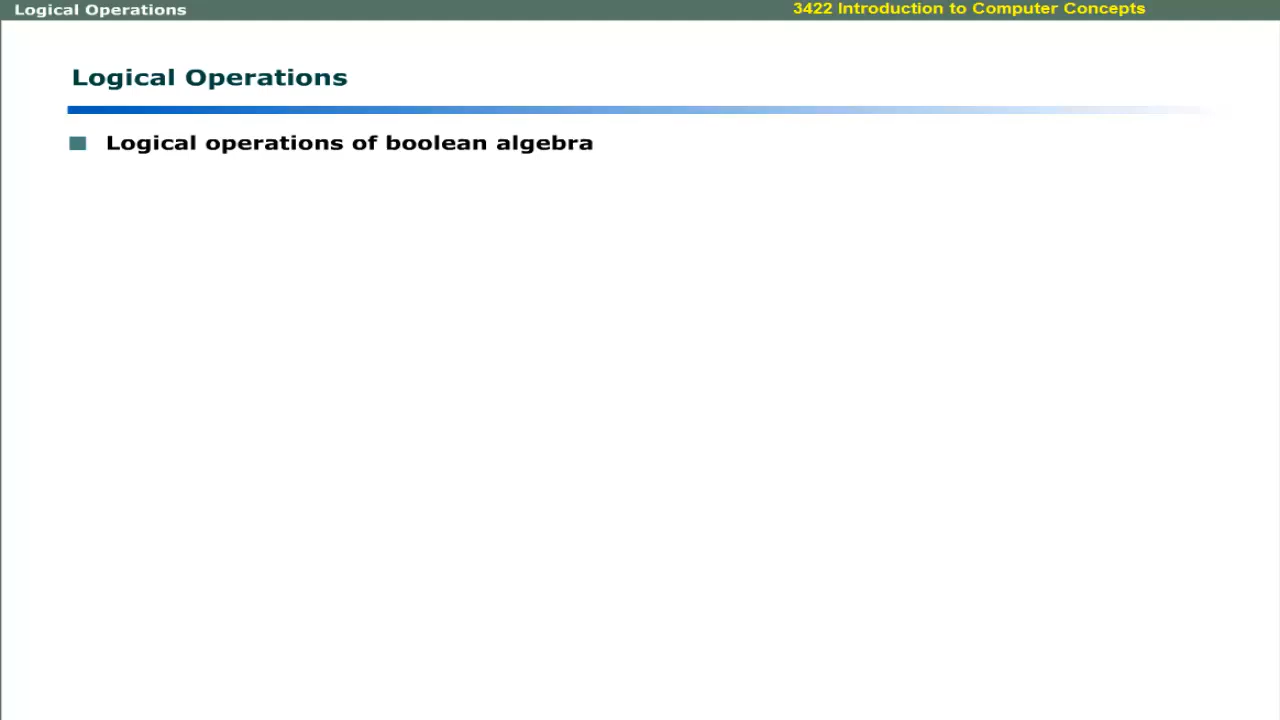 Logical Operations
3422 Introduction to Computer Concepts
Logical Operations
Logical operations of boolean algebra